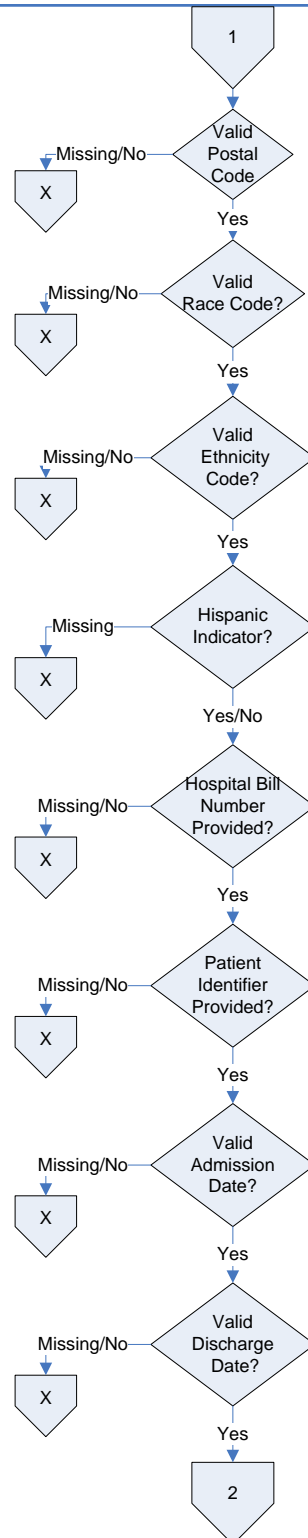 1
Valid
Postal
Code
Missing/No
X
Yes
Valid
Race Code?
Missing/No
X
Yes
Valid
Ethnicity
Code?
Missing/No
X
Yes
Hispanic
Indicator?
Missing
X
Yes/No
Hospital Bill
Number
Provided?
Missing/No
X
Yes
Patient
Identifier
Provided?
Missing/No
X
Yes
Valid
Admission
Date?
Missing/No
X
Yes
Valid
Discharge
Date?
Missing/No
X
Yes
2